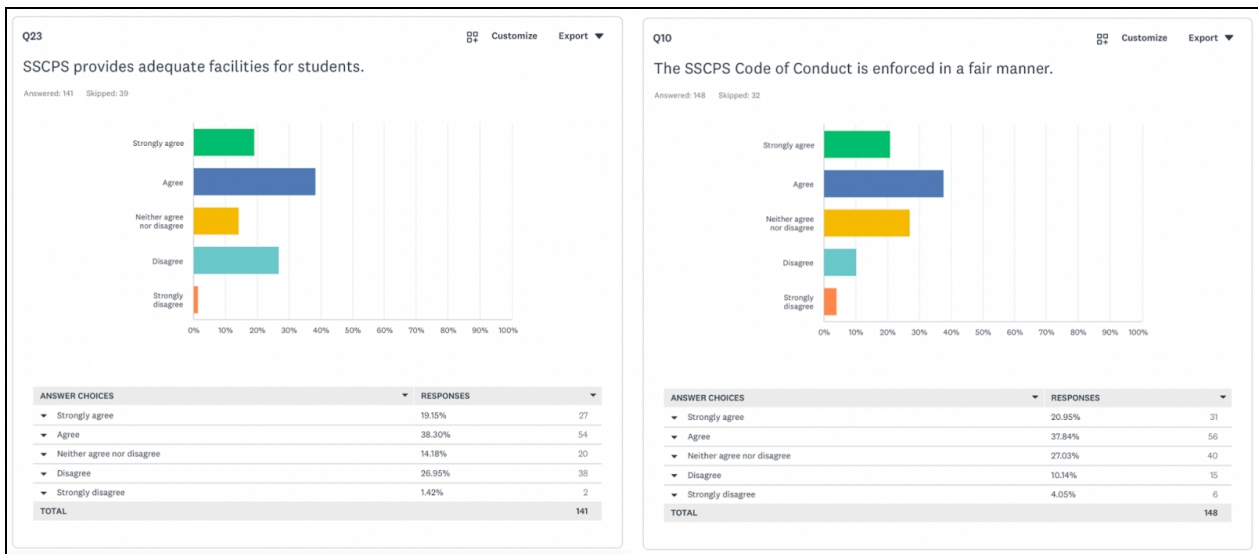 Q23 Customize Export
SSCPS provides adequate facilities for students.
Answered: 141 Skipped: 39
Strongly agree
Agree
Neither agree
nor disagree
Disagree
Strongly
disagree
0% 10% 20% 30% 40% 50% 60% 70% 80% 90% 100%
ANSWER CHOICES RESPONSES
Strongly agree 19.15% 27
Agree 38.30% 54
Neither agree nor disagree 14.18% 20
Disagree 26.95% 38
Strongly disagree 1.42% 2
TOTAL 141
Q10 Customize Export
The SSCPS Code of Conduct is enforced in a fair manner.
Answered: 148 Skipped: 32
Strongly agree
Agree
Neither agree
nor disagree
Disagree
Strongly
disagree
0% 10% 20% 30% 40% 50% 60% 70% 80% 90% 100%
ANSWER CHOICES RESPONSES
Strongly agree 20.95% 31
Agree 37.84% 56
Neither agree nor disagree 27.03% 40
Disagree 10.14% 15
Strongly disagree 4.05% 6
TOTAL 148